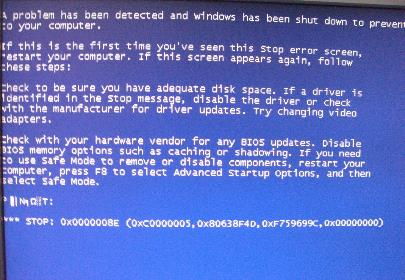 A problem has been detected and windows has been shut down to prevent
to your computer.
If this is the first time you've seen this Stop error screen,
restart your computer. If this screen appears again, follow
these steps:
Check to be sure you have adequate disk space. If a driver is
identified in the Stop message, disable the driver or check
with the manufacturer for driver updates. Try changing video
adapters.
Check with your hardware vendor for any BIOS updates. Disable
BIOS memory options such as caching or shadowing. If you need
to use Safe Mode to remove or disable components, restart your
computer, press F8 to select Advanced Startup Options, and then
select Safe Mode.
*** STOP: 0x0000008E (0xC0000005,0x80638F4D,0xF759699C,0x00000000)